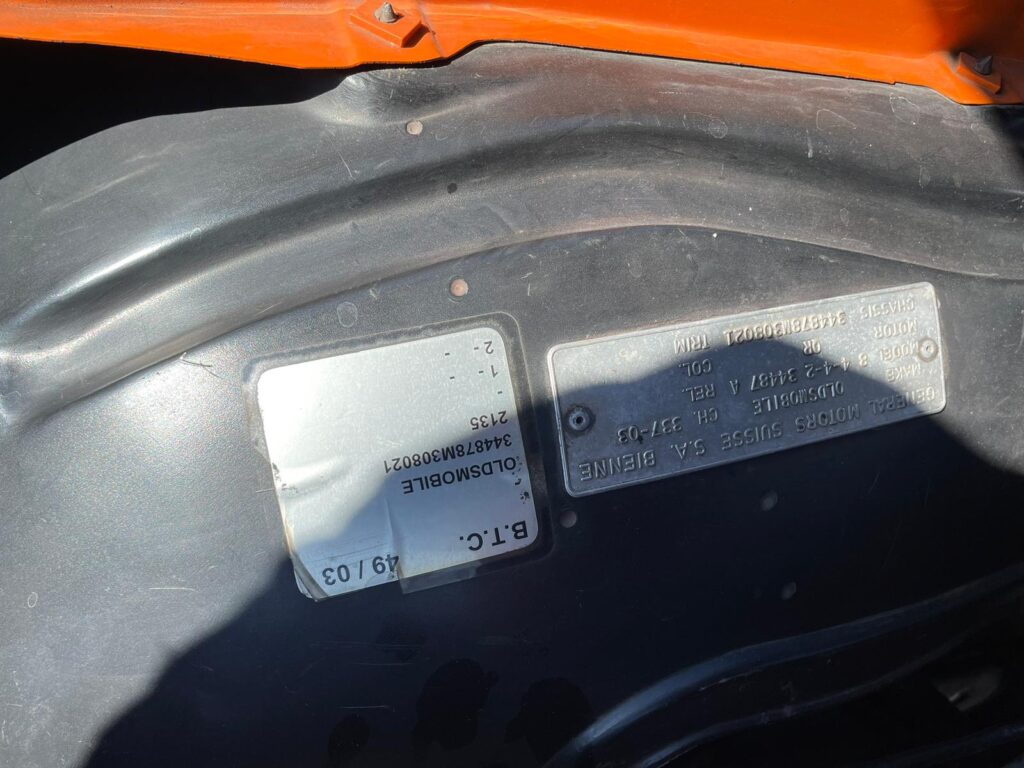 GENERAL MOTORS SUISSE S.A. BIENNE
MAKE OLDSMOBILE CH. 337-03
MODEL 8 4-4-2 34487 A REL.
MOTOR OR COL.
CHASSIS 344878M308021 TRIM
B.T.C. 49 / 03
OLDSMOBILE
344878M308021
2135
-
1- -
2- -